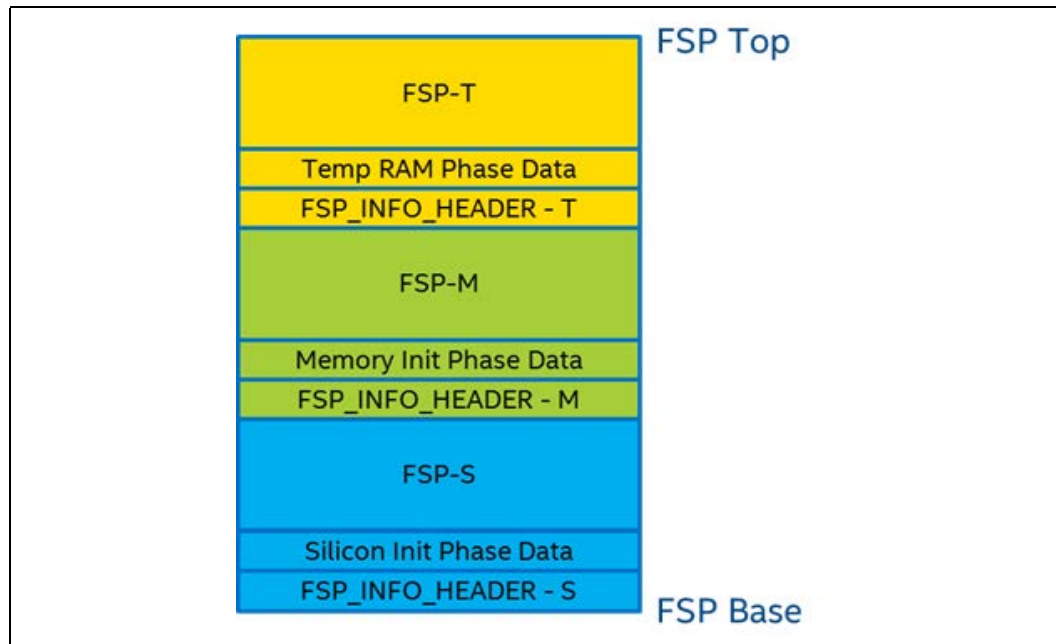 FSP Top
FSP-T
Temp RAM Phase Data
FSP_INFO_HEADER - T
FSP-M
Memory Init Phase Data
FSP_INFO_HEADER - M
FSP-S
Silicon Init Phase Data
FSP_INFO_HEADER - S
FSP Base